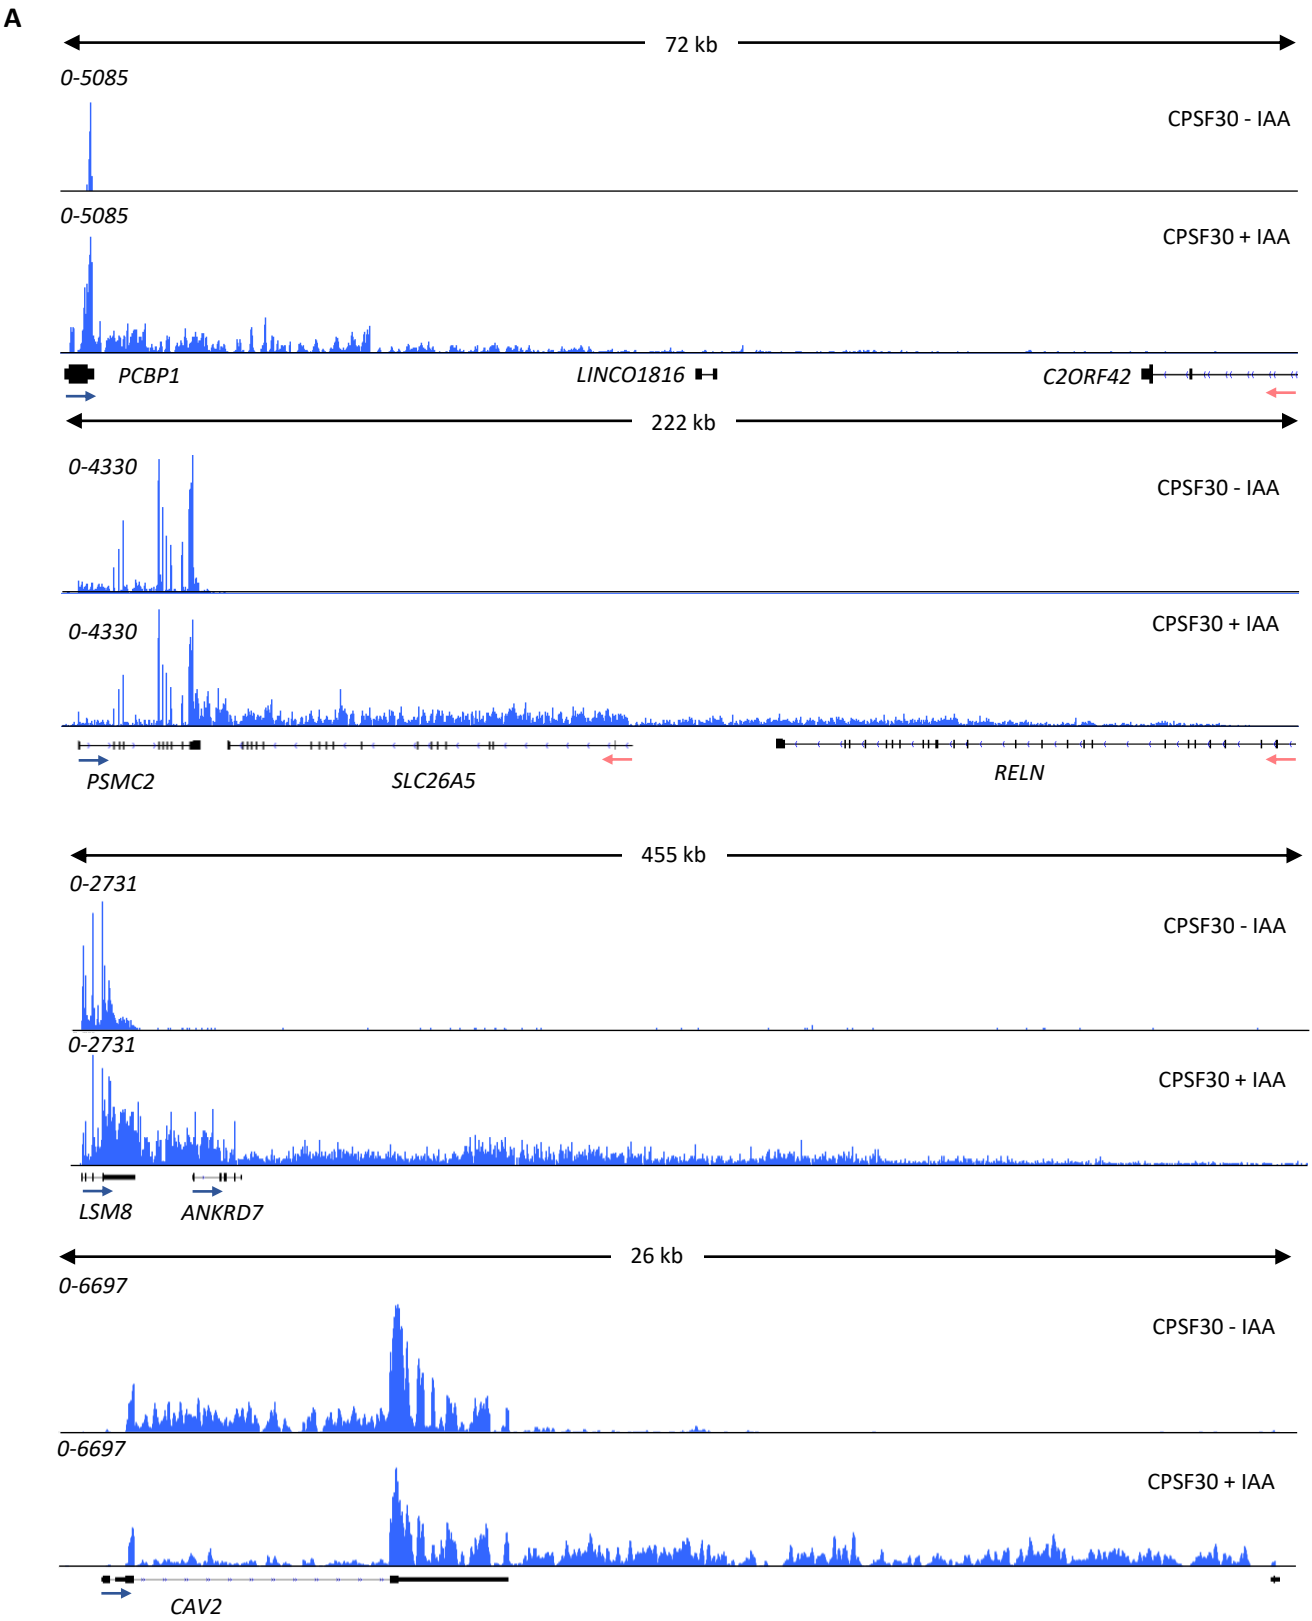 A
72 kb
0-5085
CPSF30 - IAA
0-5085
CPSF30 + IAA
PCBP1
LINCO1816
C2ORF42
222 kb
0-4330
CPSF30 - IAA
0-4330
CPSF30 + IAA
PSMC2
SLC26A5
RELN
455 kb
0-2731
CPSF30 - IAA
0-2731
CPSF30 + IAA
LSM8
ANKRD7
26 kb
0-6697
CPSF30 - IAA
0-6697
CPSF30 + IAA
CAV2